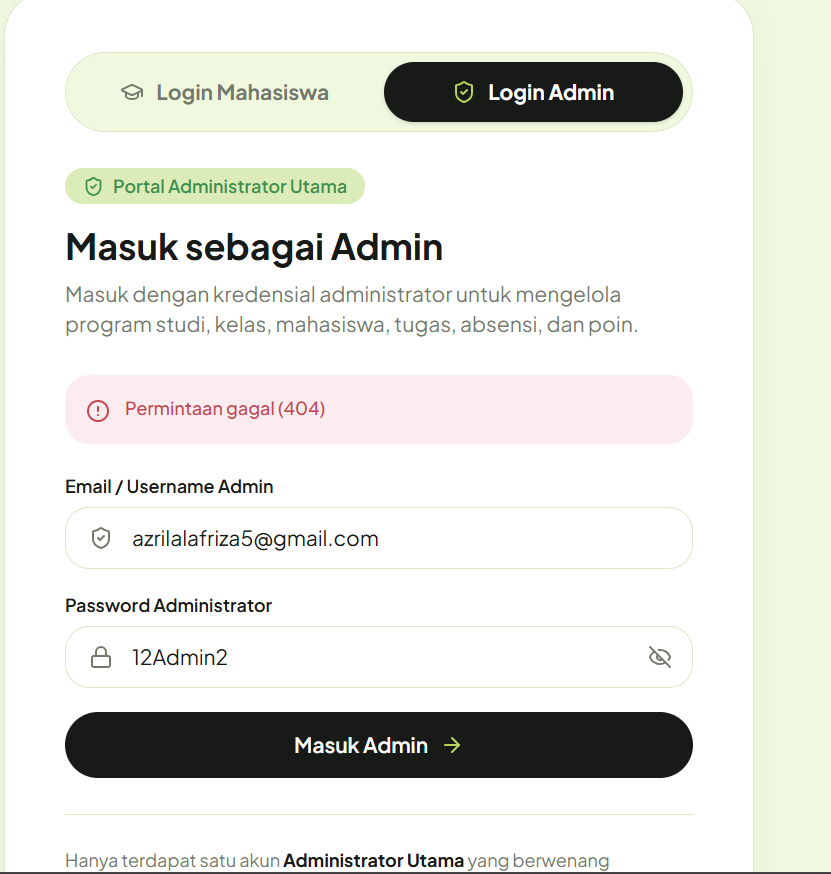 Login Mahasiswa
Login Admin
Portal Administrator Utama
Masuk sebagai Admin
Masuk dengan kredensial administrator untuk mengelola
program studi, kelas, mahasiswa, tugas, absensi, dan poin.
Permintaan gagal (404)
Email / Username Admin
azrilalafriza5@gmail.com
Password Administrator
12Admin2
Masuk Admin
Hanya terdapat satu akun Administrator Utama yang berwenang